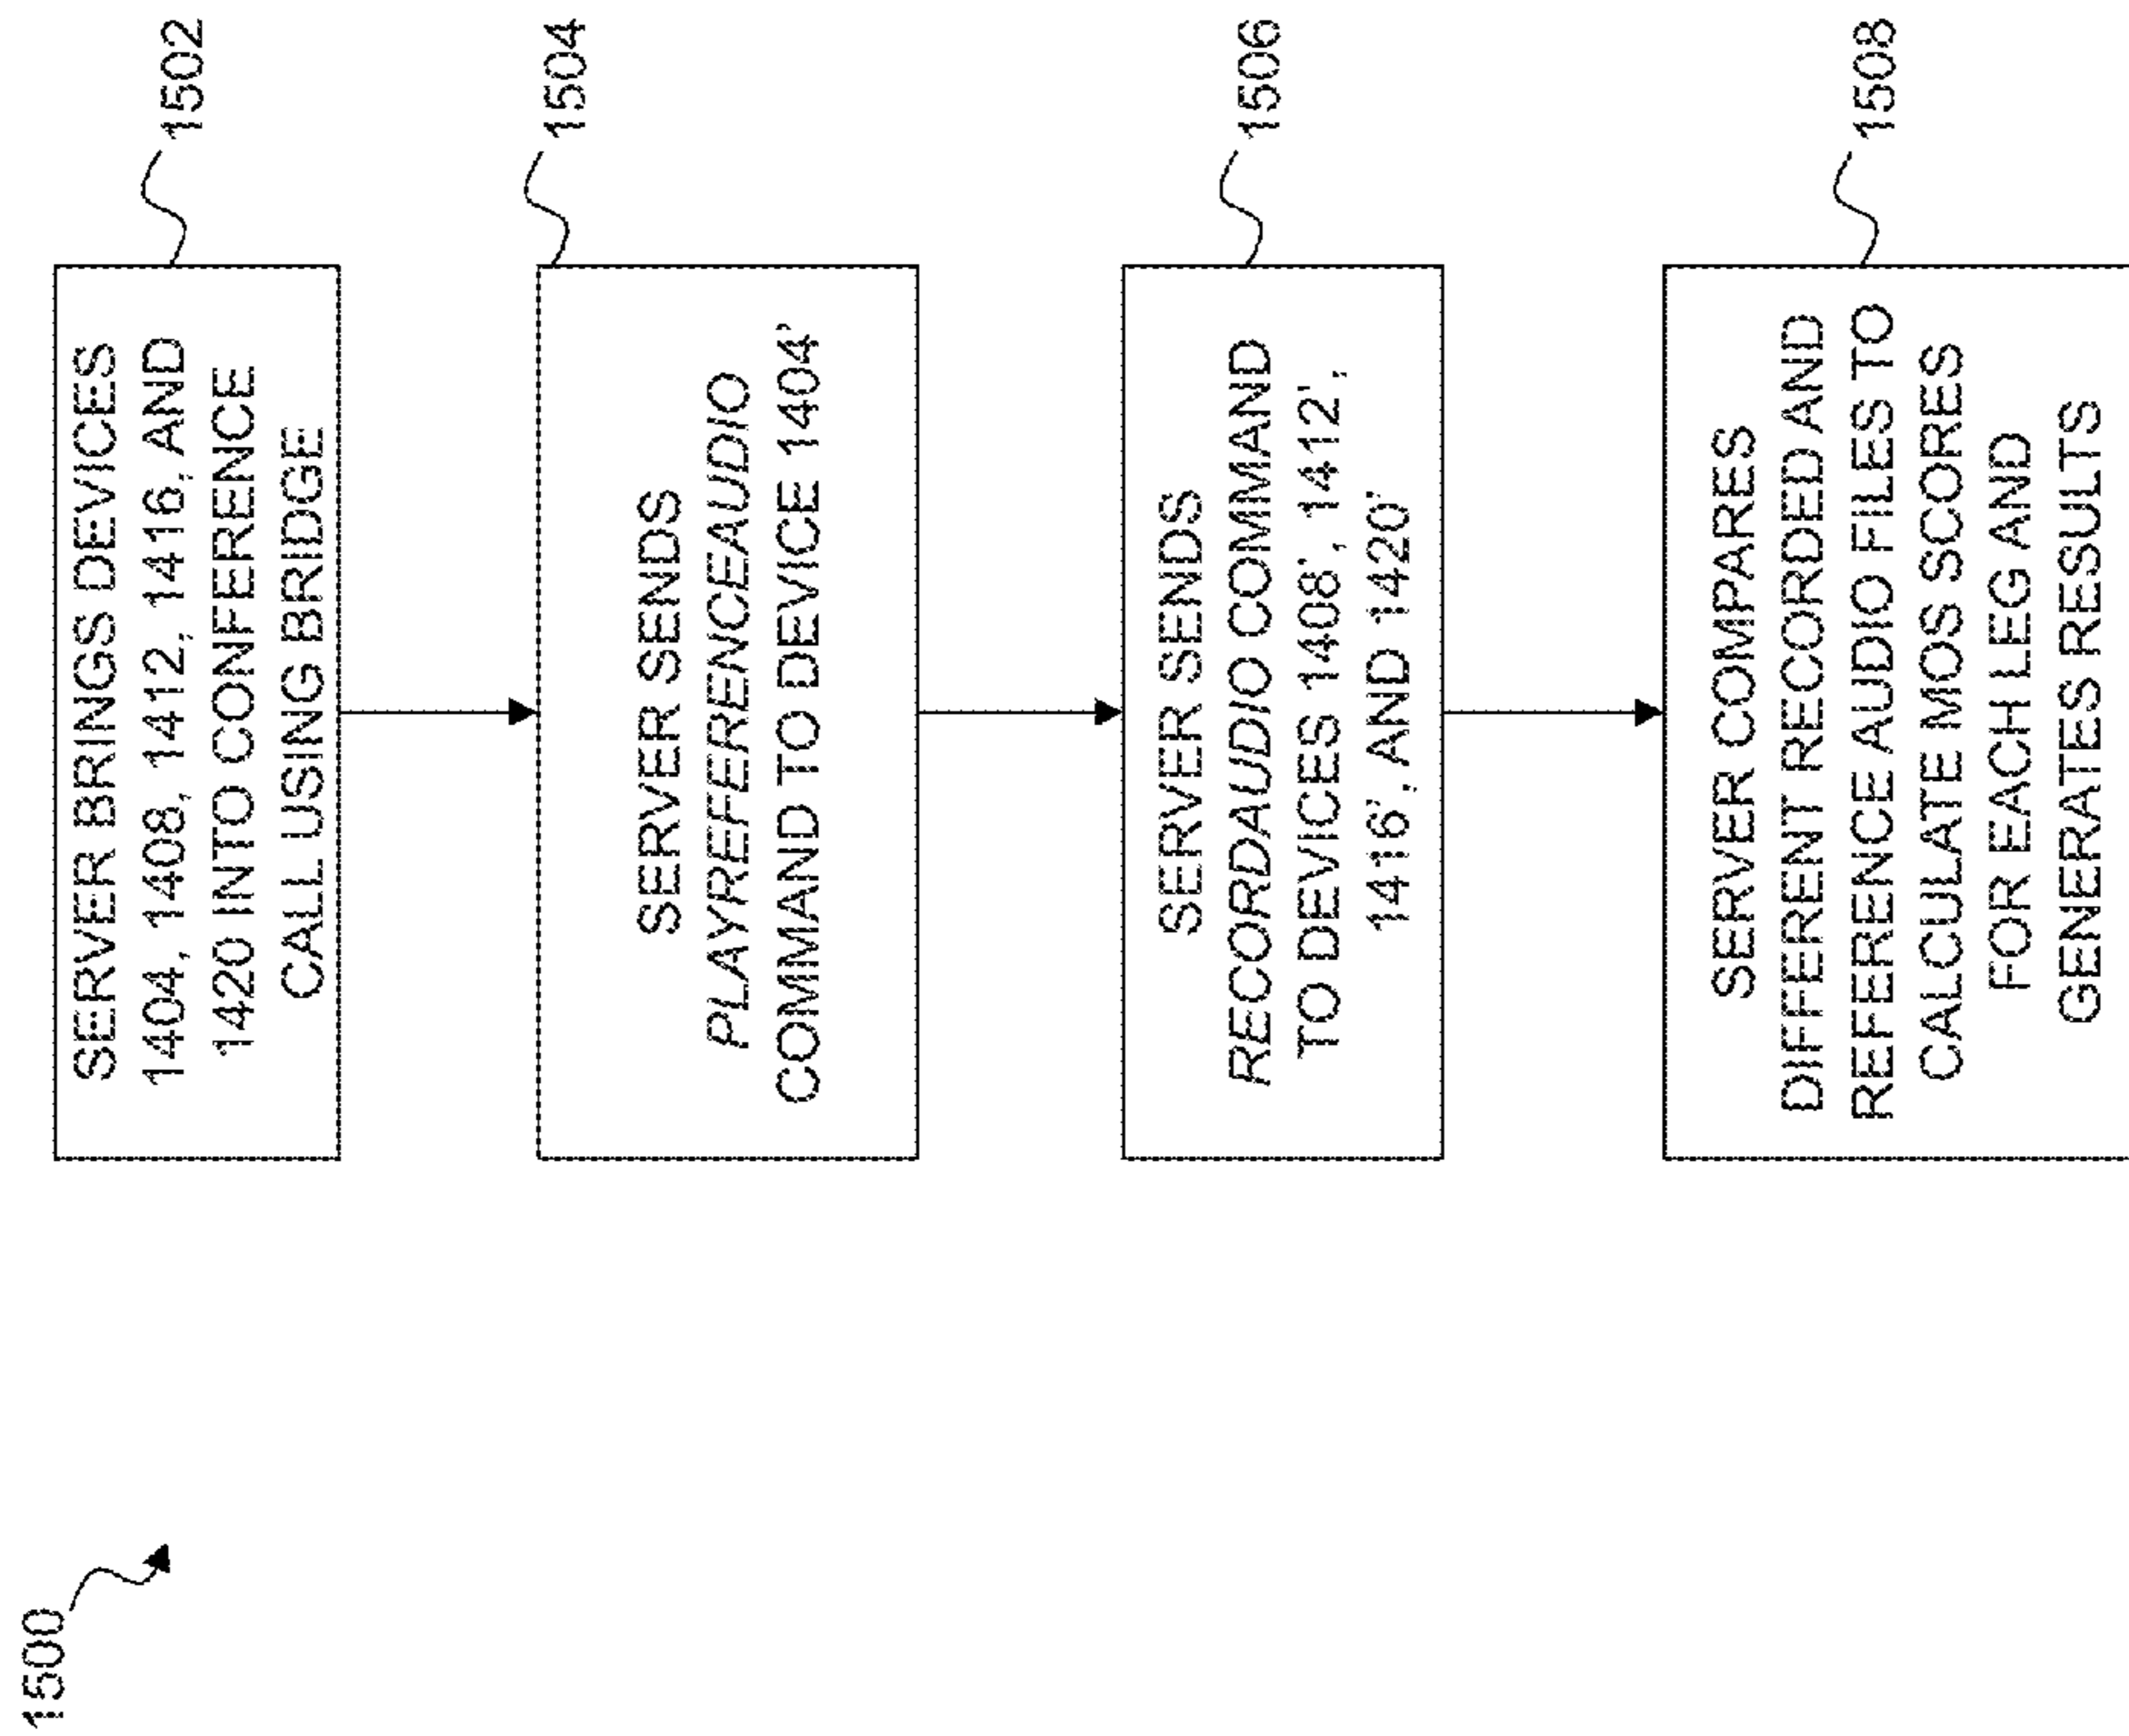 1500
SERVER BRINGS DEVICES
1404, 1408, 1412, 1416, AND
1420 INTO CONFERENCE
CALL USING BRIDGE
1502
SERVER SENDS
PLAYREFERENCEAUDIO
COMMAND TO DEVICE 1404'
1504
SERVER SENDS
RECORDAUDIO COMMAND
TO DEVICES 1408', 1412',
1416', AND 1420'
1506
SERVER COMPARES
DIFFERENT RECORDED AND
REFERENCE AUDIO FILES TO
CALCULATE MOS SCORES
FOR EACH LEG AND
GENERATES RESULTS
1508